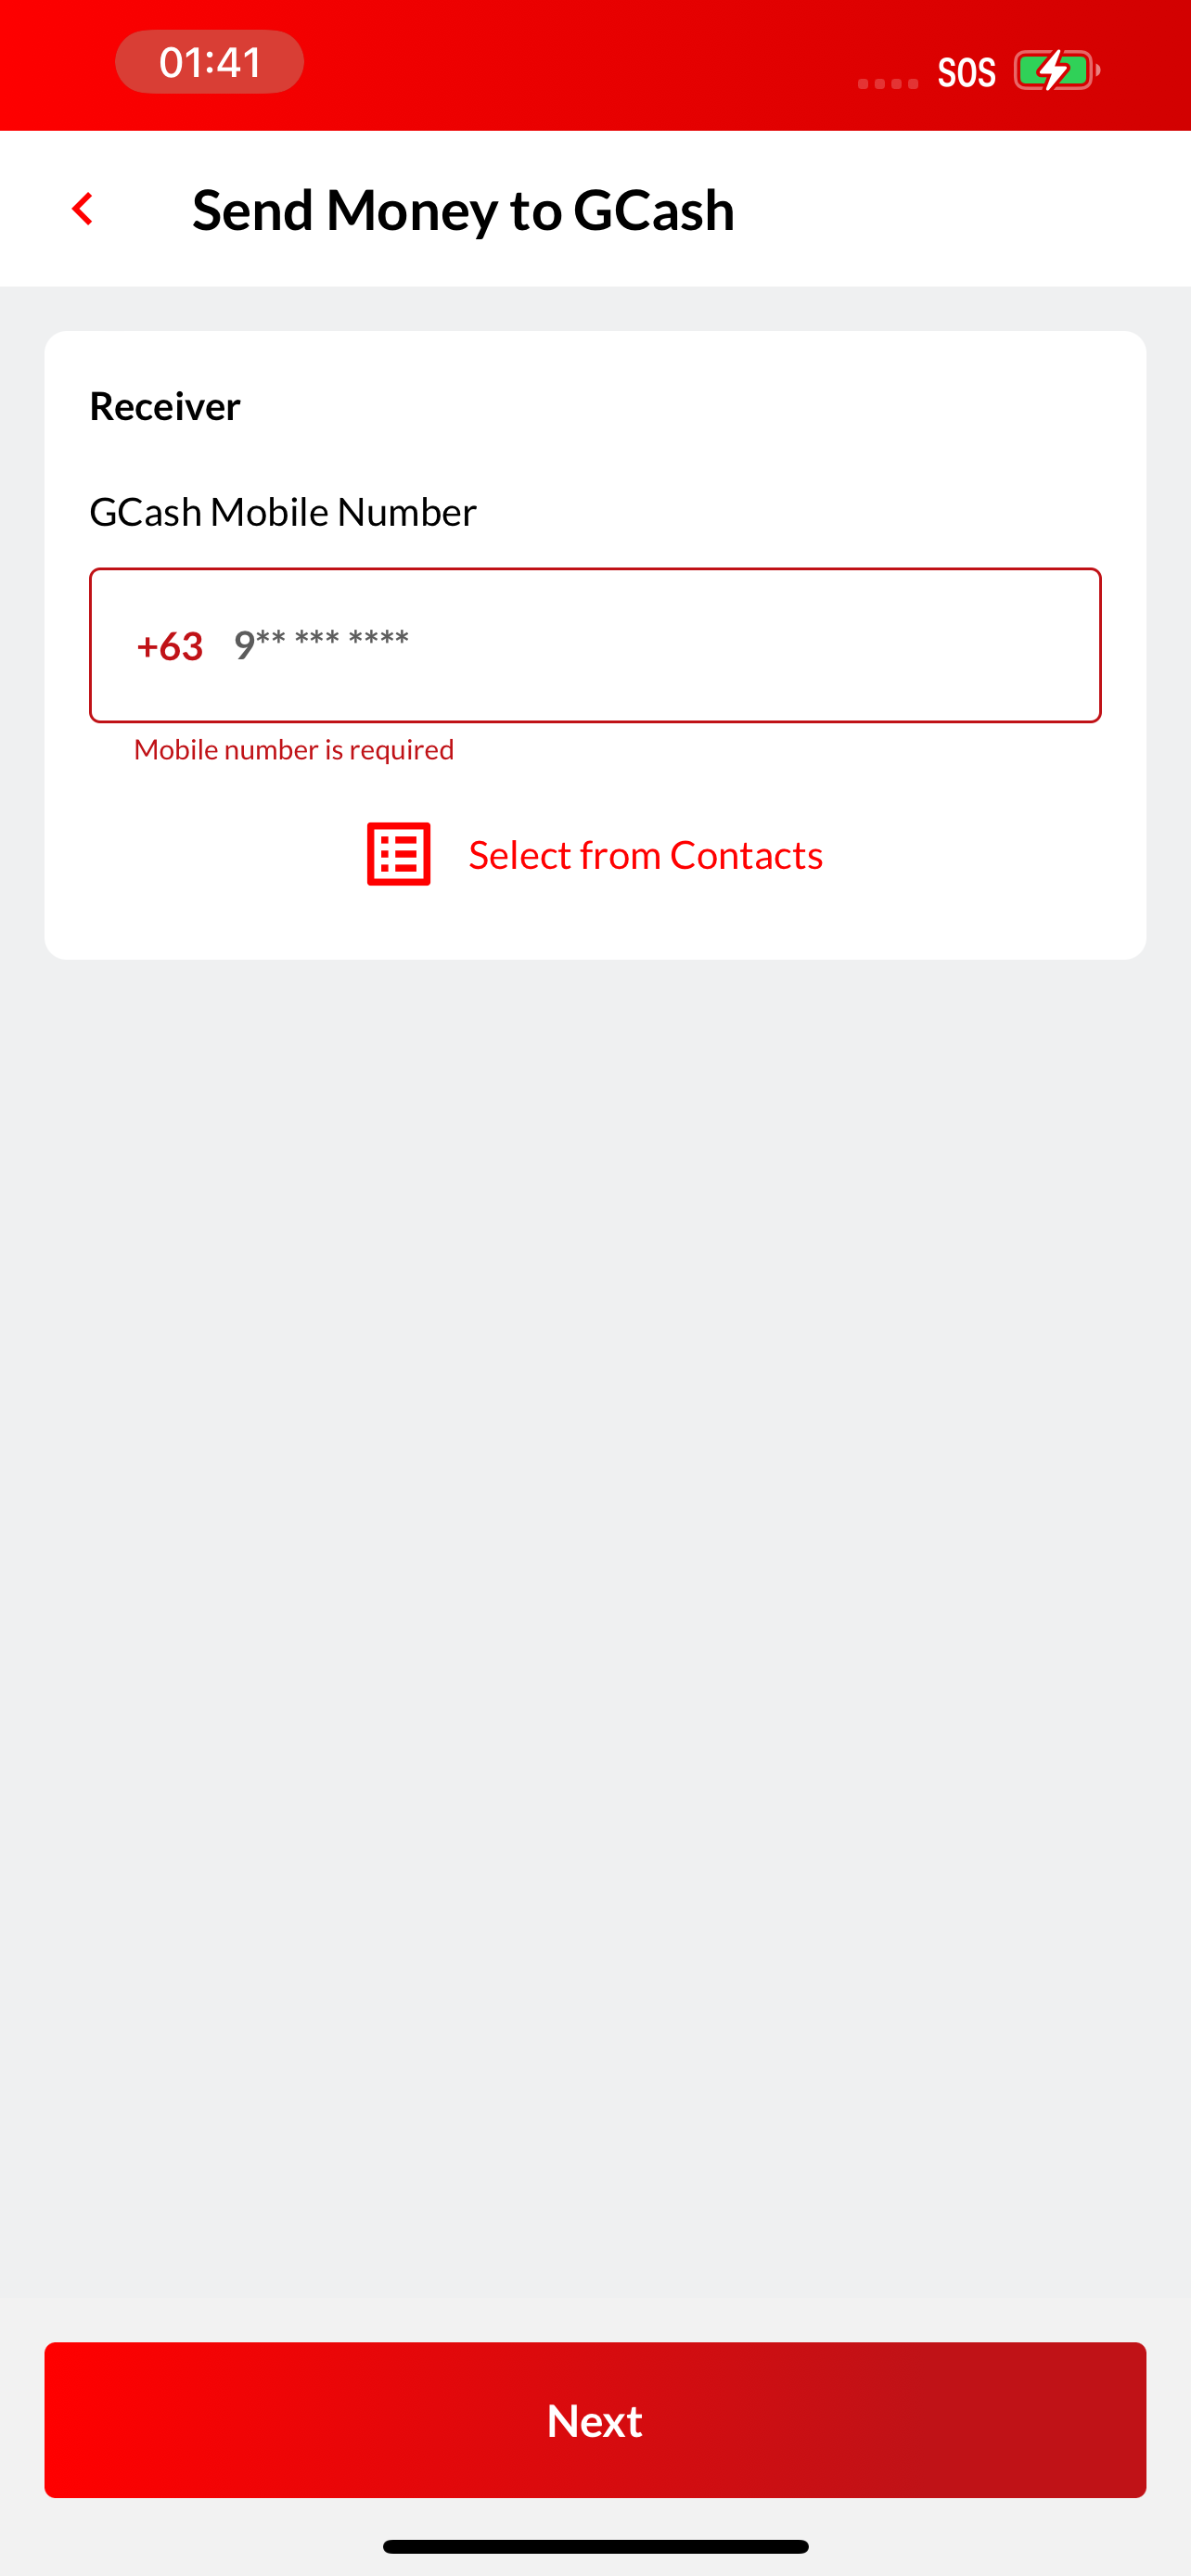 01:41
SOS
Send Money to GCash
Receiver
GCash Mobile Number
+63 9** *** ****
Mobile number is required
Select from Contacts
Next